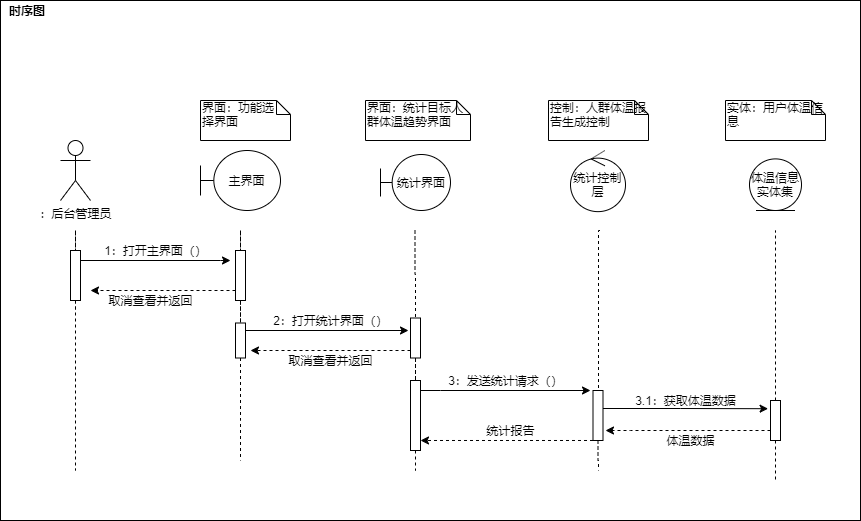 时序图
界面：功能选
择界面
界面：统计目标人
群体温趋势界面
控制：人群体温报
告生成控制
实体：用户体温信
息
主界面
统计界面
统计控制
层
体温信息
实体集
：后台管理员
1：打开主界面（）
取消查看并返回
2：打开统计界面（）
取消查看并返回
3：发送统计请求（）
3.1：获取体温数据
统计报告
体温数据